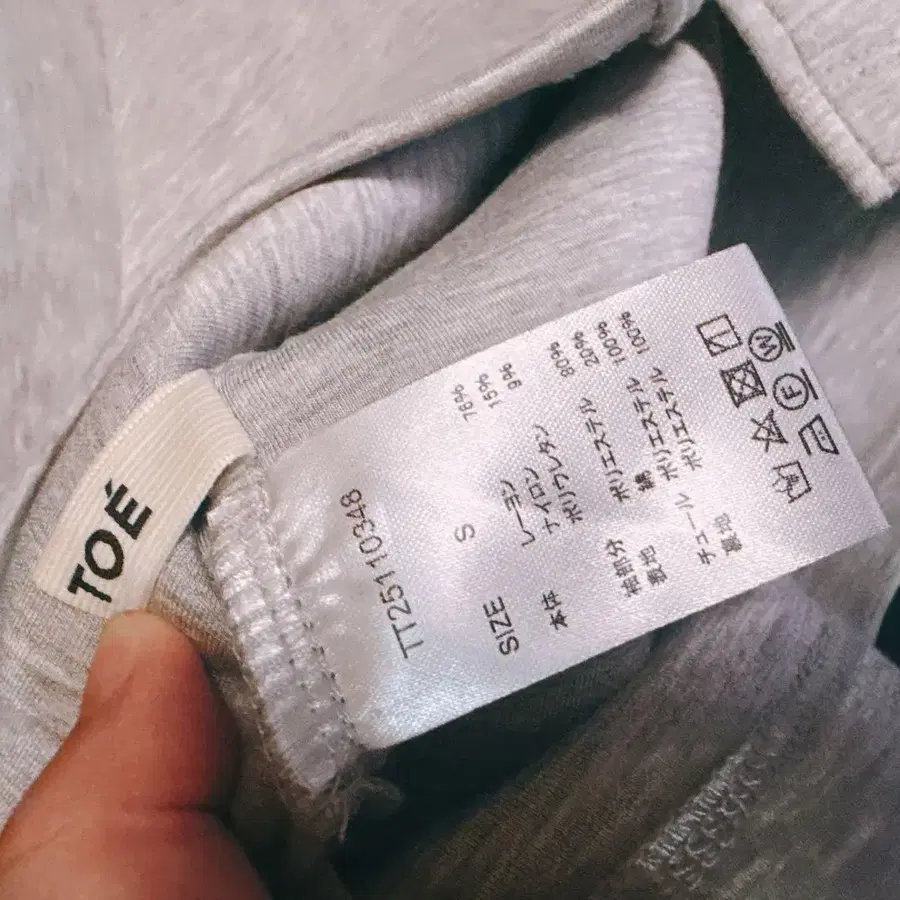 TOÉ
TT25110348
SIZE S
本体 レーヨン 76%
ナイロン 15%
ポリウレタン 9%
袖部分 ポリエステル 80%
表地 綿 20%
チュール ポリエステル 100%
裏地 ポリエステル 100%
W
F